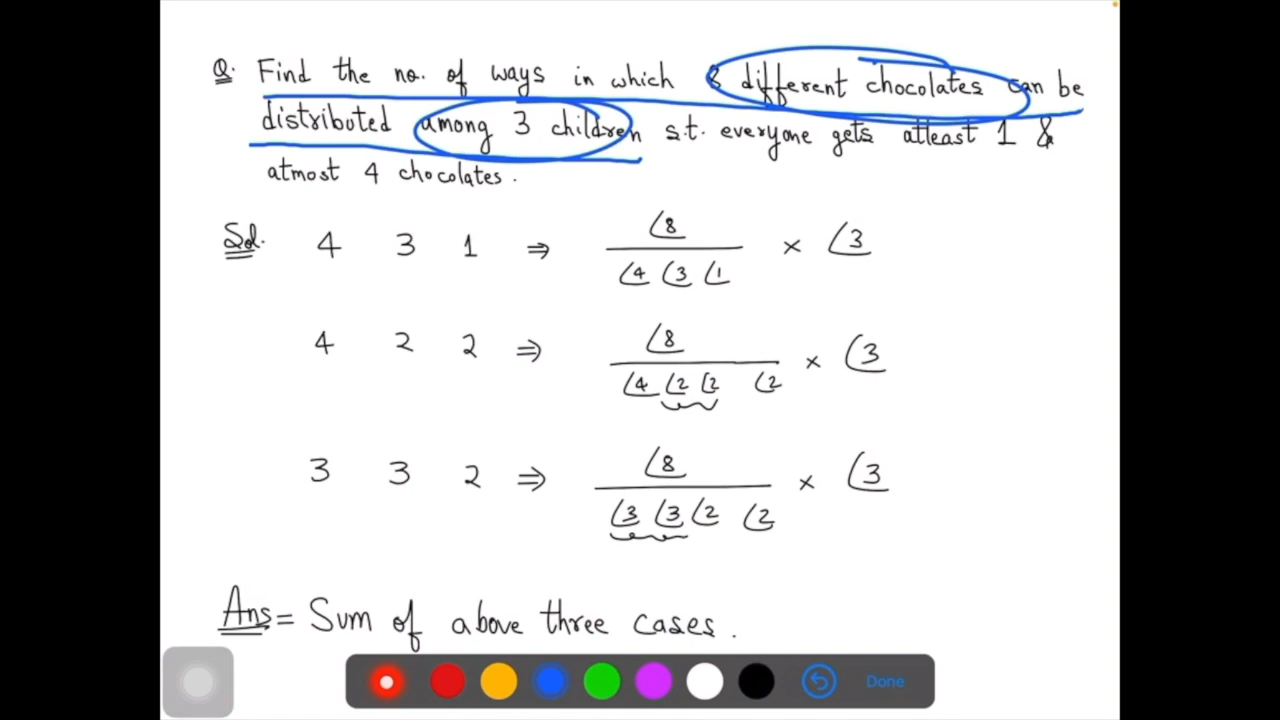 Q. Find the no. of ways in which 8 different chocolates can be
distributed among 3 children s.t. everyone gets atleast 1 &
atmost 4 chocolates.
Sol. 4 3 1 ⇒ ∠8 / ∠4 ∠3 ∠1 × ∠3
4 2 2 ⇒ ∠8 / ∠4 ∠2 ∠2 ∠2 × ∠3
3 3 2 ⇒ ∠8 / ∠3 ∠3 ∠2 ∠2 × ∠3
Ans = Sum of above three cases.
Done